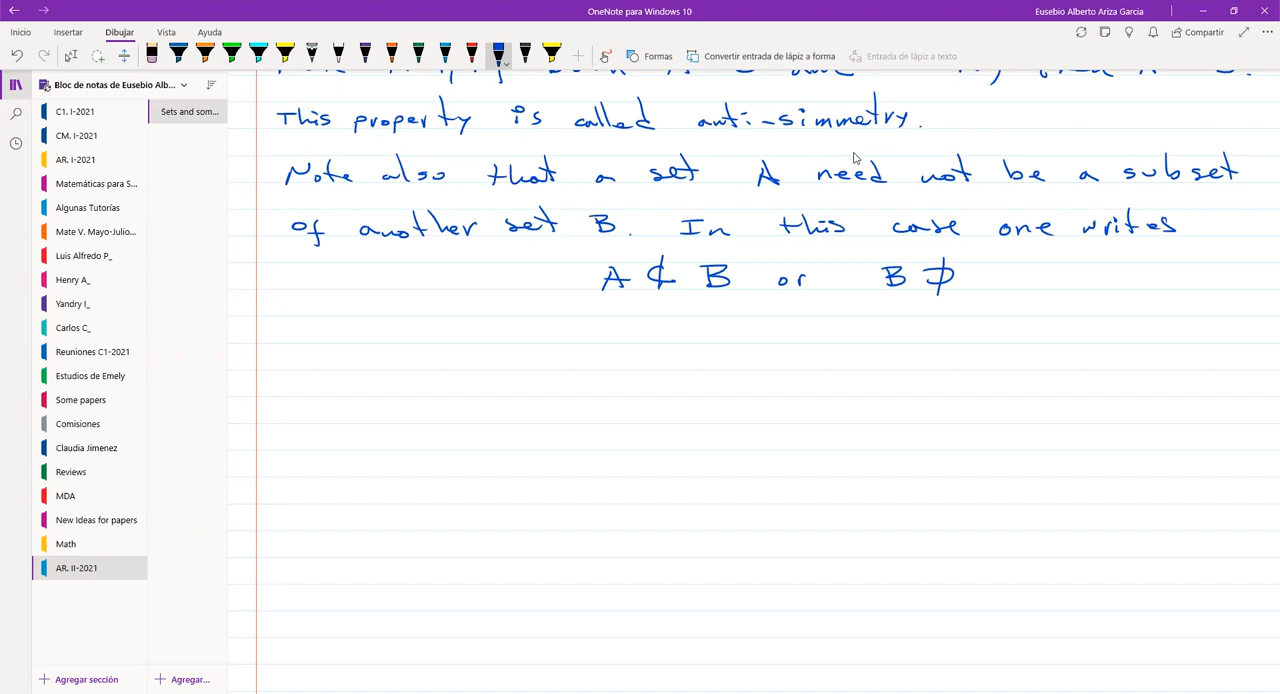 OneNote para Windows 10
Eusebio Alberto Ariza Garcia
Inicio
Insertar
Dibujar
Vista
Ayuda
Compartir
Formas
Convertir entrada de lápiz a forma
Entrada de lápiz a texto
Bloc de notas de Eusebio Alb...
C1. I-2021
CM. I-2021
AR. I-2021
Matemáticas para S...
Algunas Tutorías
Mate V. Mayo-Julio...
Luis Alfredo P_
Henry A_
Yandry I_
Carlos C_
Reuniones C1-2021
Estudios de Emely
Some papers
Comisiones
Claudia Jimenez
Reviews
MDA
New Ideas for papers
Math
AR. II-2021
Agregar sección
Sets and som...
Agregar...
This property is called anti-simmetry.
Note also that a set A need not be a subset
of another set B. In this case one writes
A ⊄ B or B ⊅